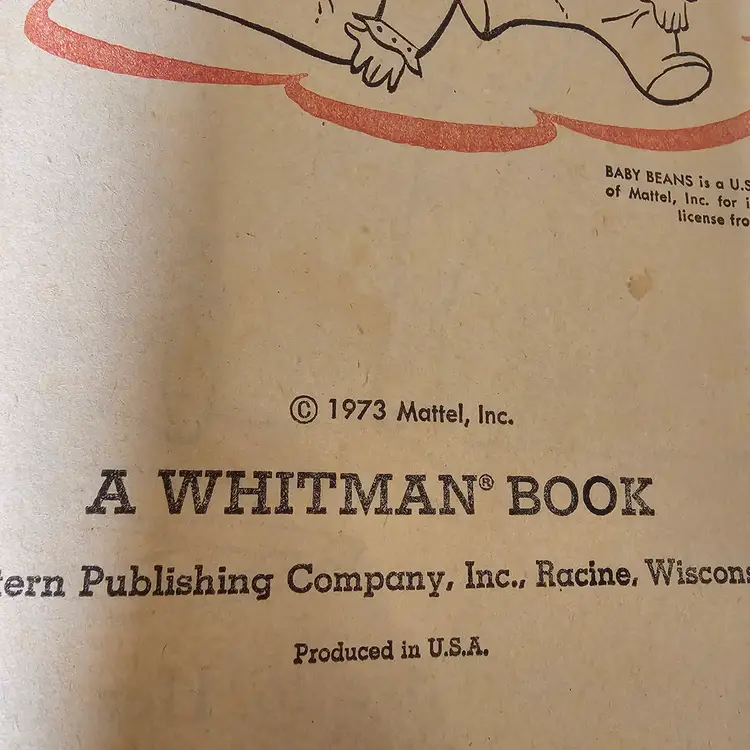 BABY BEANS is a U.S
of Mattel, Inc. for i
license fro
© 1973 Mattel, Inc.
A WHITMAN® BOOK
tern Publishing Company, Inc., Racine, Wiscons
Produced in U.S.A.